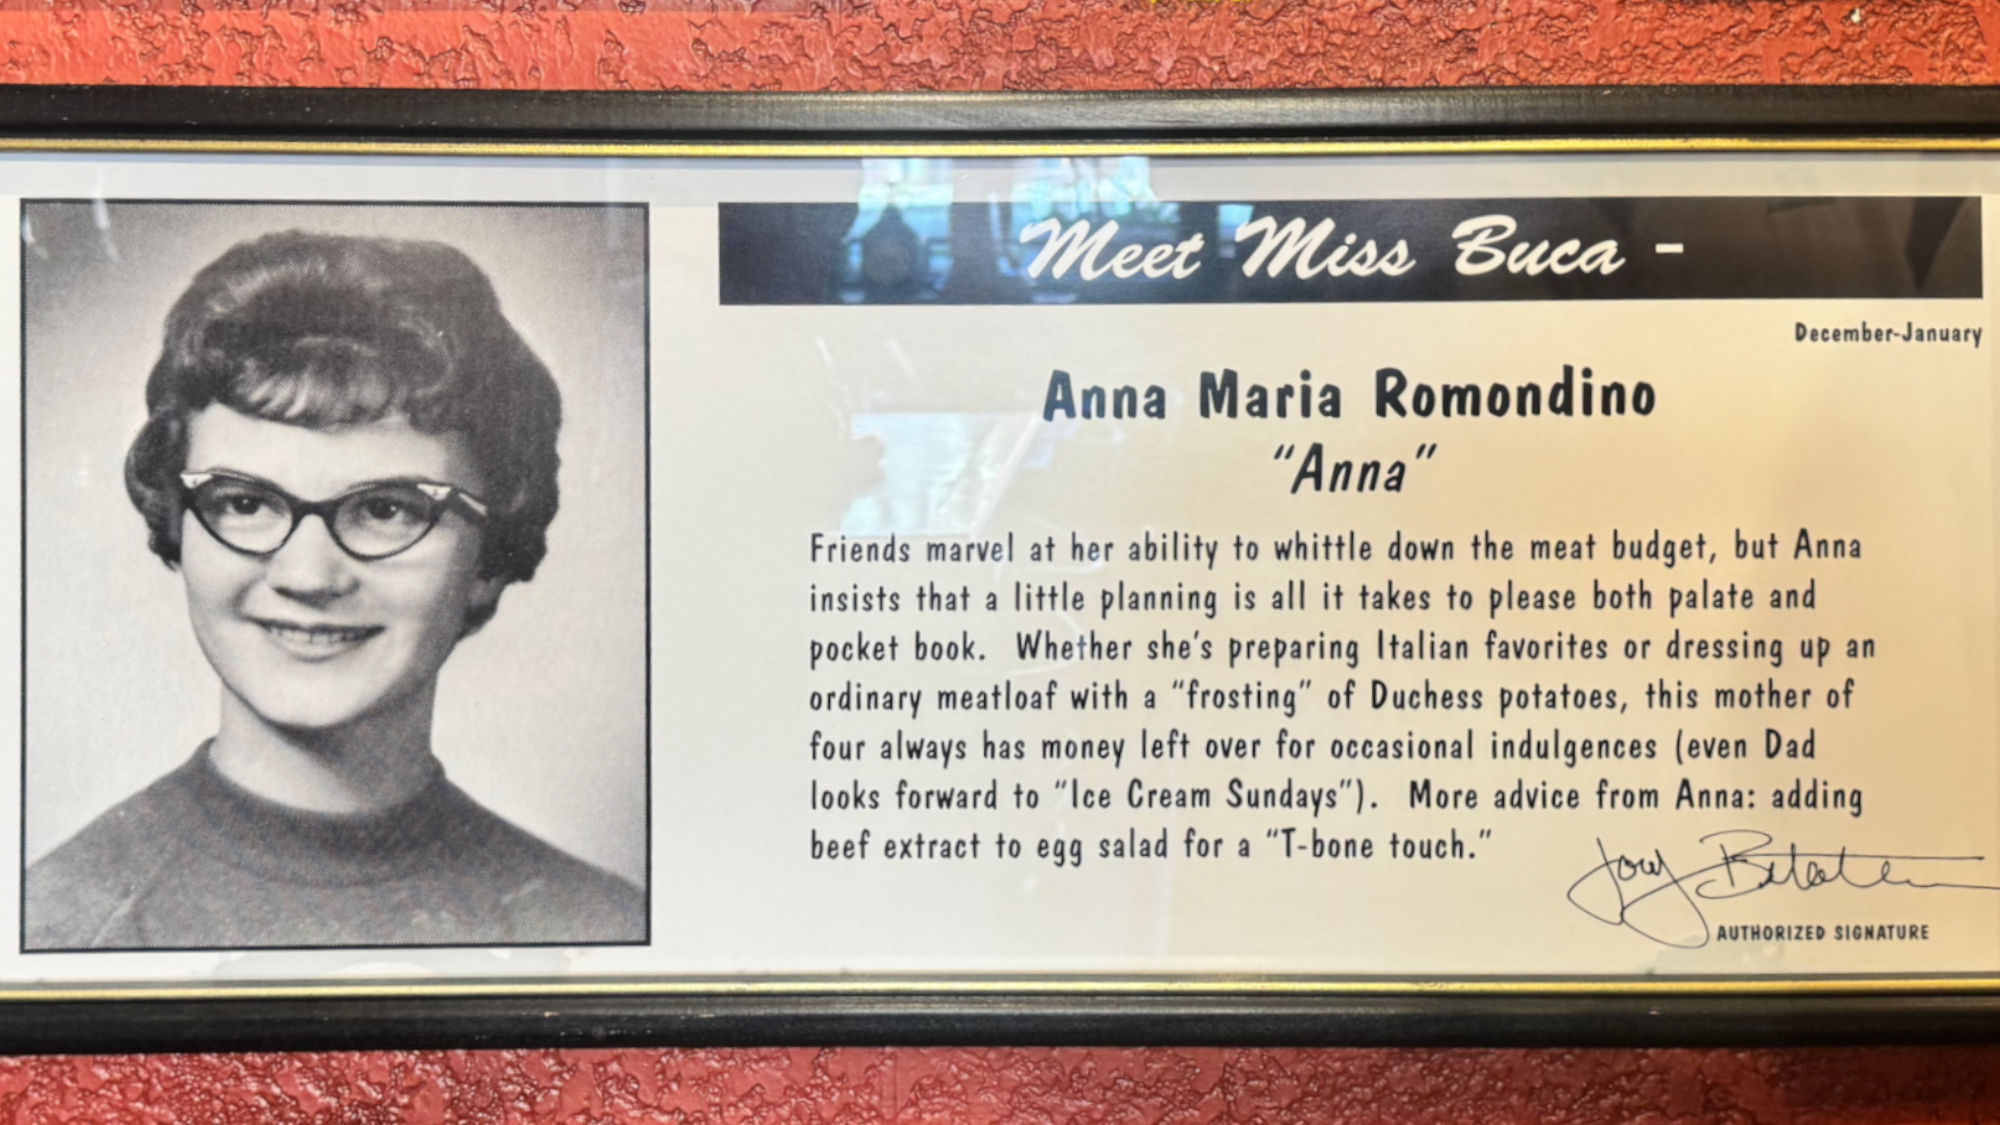 Meet Miss Buca -
December-January
Anna Maria Romondino
“Anna”
Friends marvel at her ability to whittle down the meat budget, but Anna
insists that a little planning is all it takes to please both palate and
pocket book.  Whether she's preparing Italian favorites or dressing up an
ordinary meatloaf with a “frosting” of Duchess potatoes, this mother of
four always has money left over for occasional indulgences (even Dad
looks forward to “Ice Cream Sundays”).  More advice from Anna: adding
beef extract to egg salad for a “T-bone touch.”
AUTHORIZED SIGNATURE